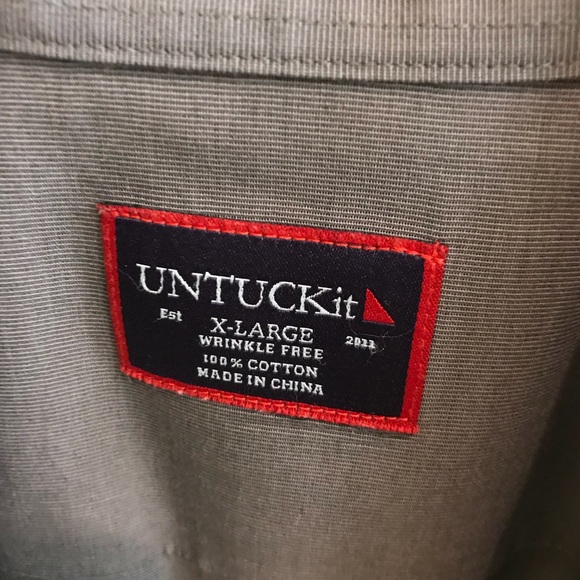 UNTUCKit
Est X-LARGE 2011
WRINKLE FREE
100% COTTON
MADE IN CHINA